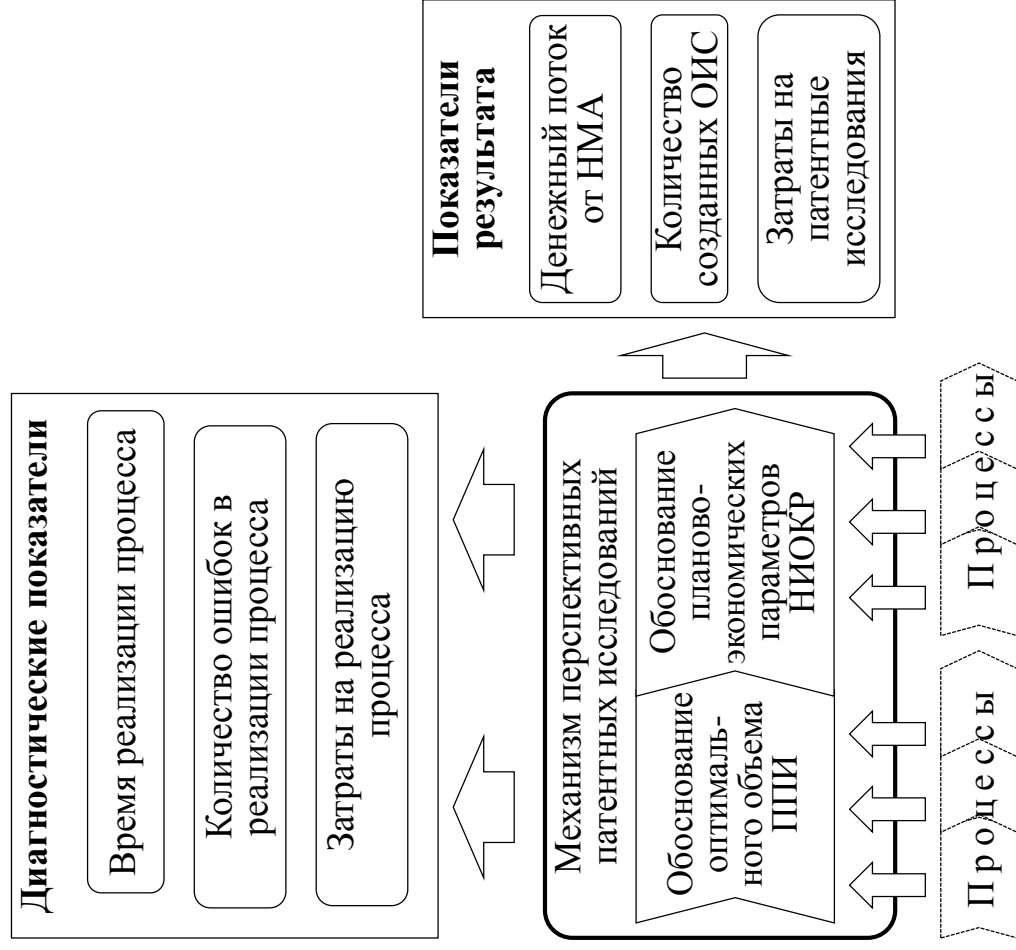 Диагностические показатели
Время реализации процесса
Количество ошибок в
реализации процесса
Затраты на реализацию
процесса
Механизм перспективных
патентных исследований
Обоснование
оптималь-
ного объема
ППИ
Обоснование
планово-
экономических
параметров
НИОКР
Процессы
Процессы
Показатели
результата
Денежный поток
от НМА
Количество
созданных ОИС
Затраты на
патентные
исследования